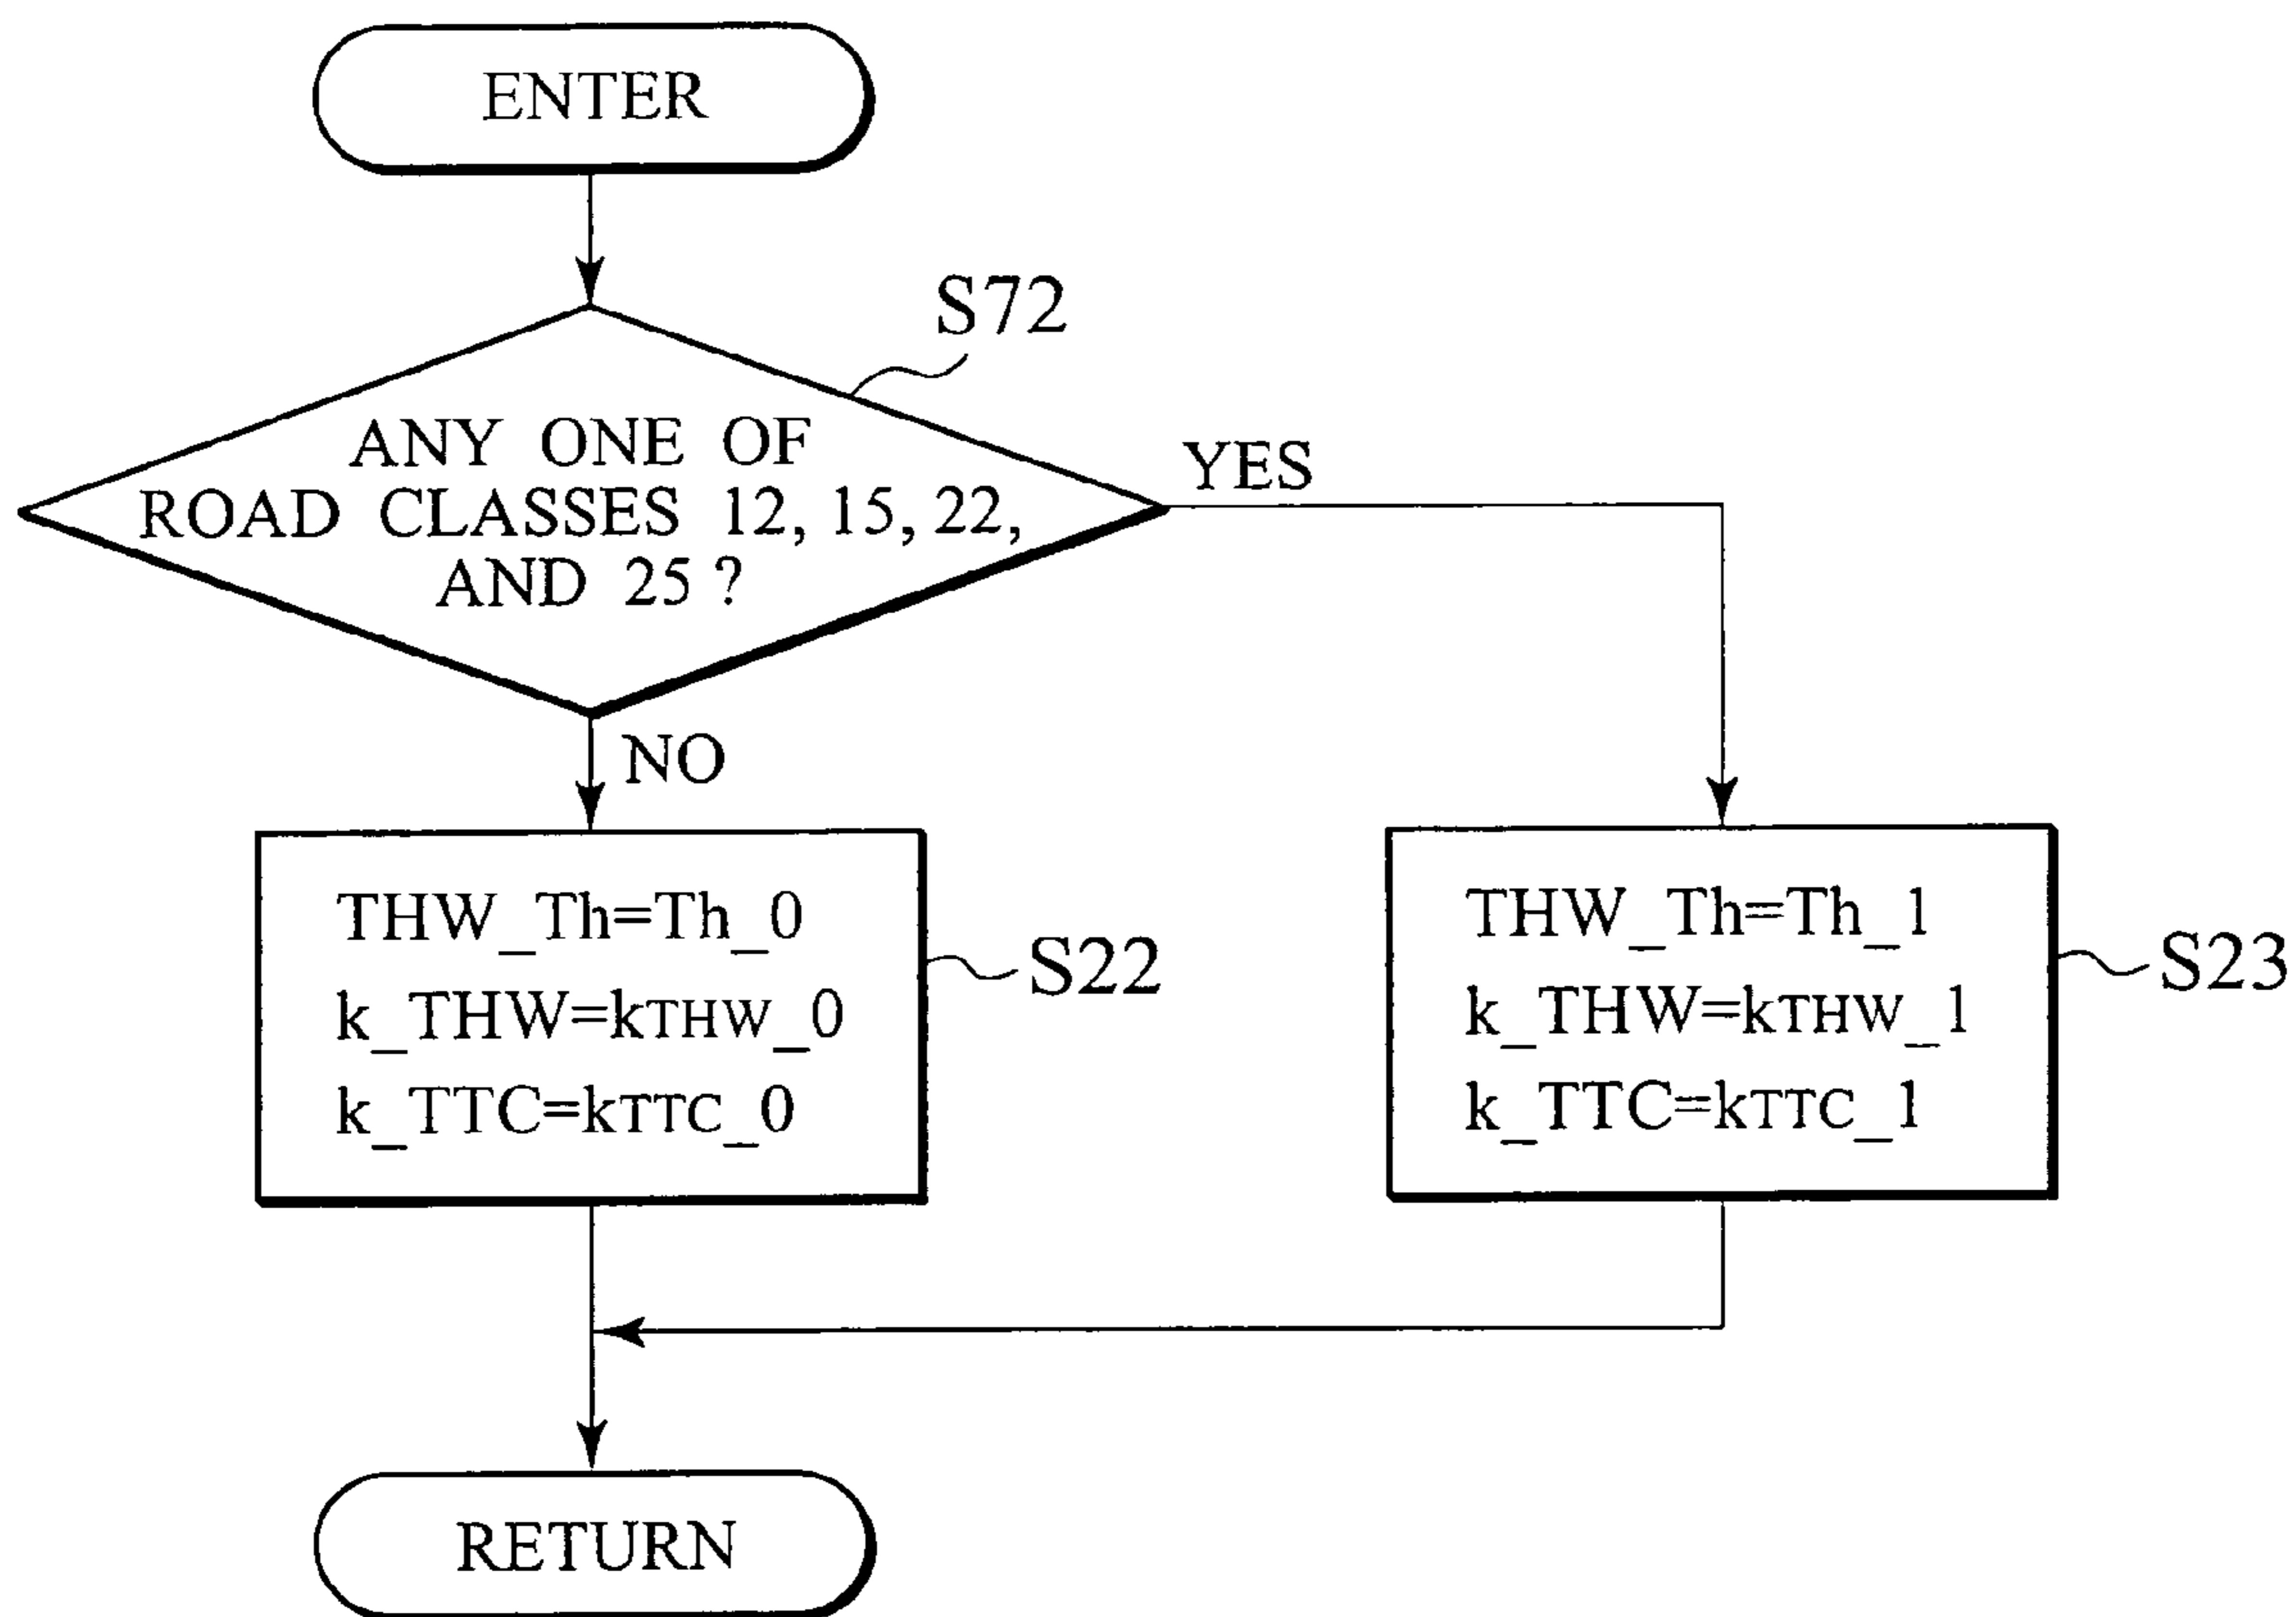 ENTER
S72
ANY ONE OF
ROAD CLASSES 12, 15, 22,
AND 25 ?
YES
NO
THW_Th=Th_0
k_THW=kTHW_0
k_TTC=kTTC_0
S22
THW_Th=Th_1
k_THW=kTHW_1
k_TTC=kTTC_1
S23
RETURN